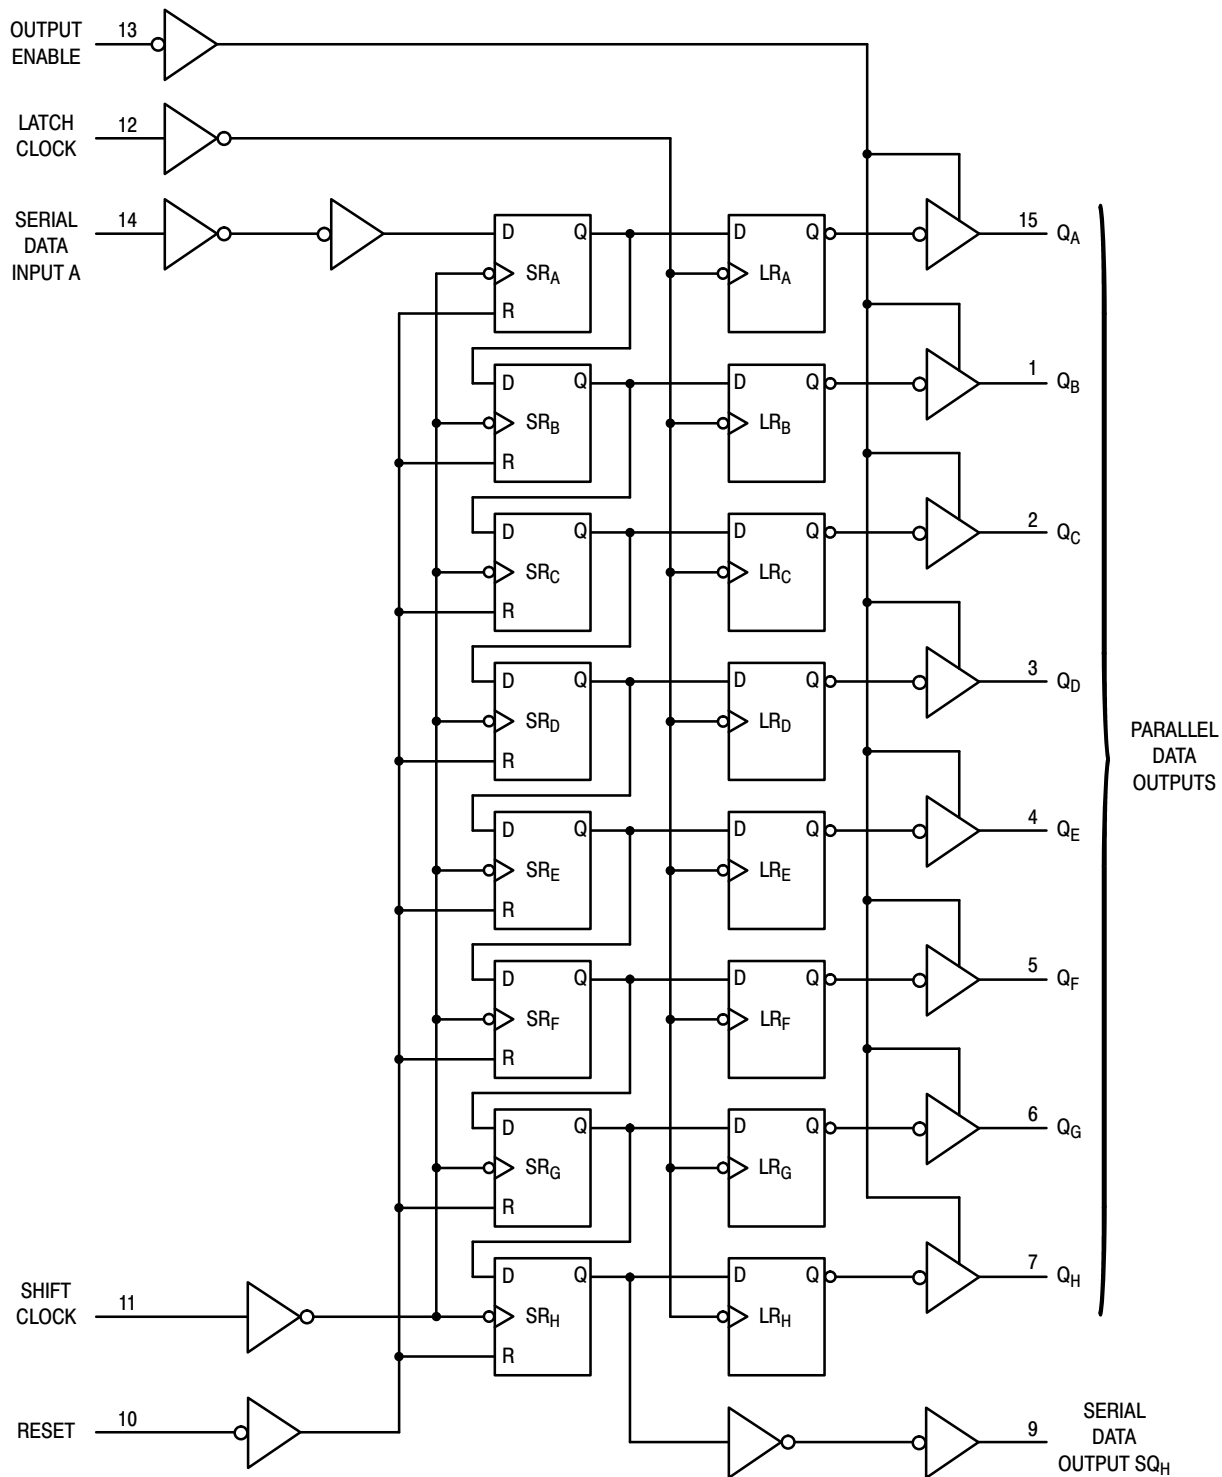 OUTPUT
ENABLE
13
LATCH
CLOCK
12
SERIAL
DATA
INPUT A
14
D Q
SRA
R
D Q
LRA
15 QA
D Q
SRB
R
D Q
LRB
1 QB
D Q
SRC
R
D Q
LRC
2 QC
D Q
SRD
R
D Q
LRD
3 QD
PARALLEL
DATA
OUTPUTS
D Q
SRE
R
D Q
LRE
4 QE
D Q
SRF
R
D Q
LRF
5 QF
D Q
SRG
R
D Q
LRG
6 QG
SHIFT
CLOCK
11
D Q
SRH
R
D Q
LRH
7 QH
RESET
10
9
SERIAL
DATA
OUTPUT SQH